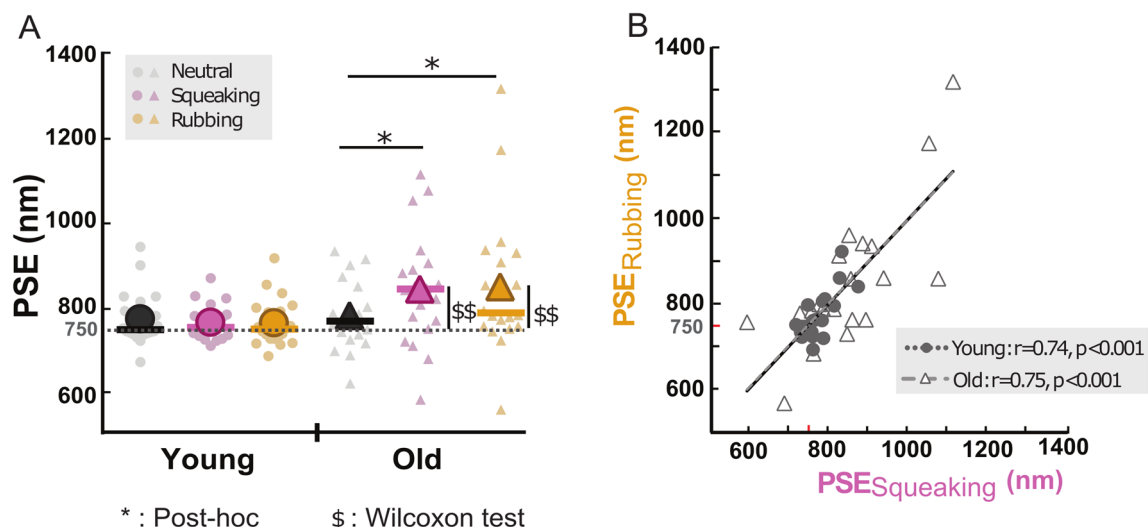 A
1400
1200
1000
800
750
600
PSE (nm)
Neutral
Squeaking
Rubbing
*
*
$$
$$
Young
Old
* : Post-hoc
$ : Wilcoxon test
B
1400
1200
1000
800
750
600
PSERubbing (nm)
Young: r=0.74, p<0.001
Old: r=0.75, p<0.001
600 800 1000 1200 1400
PSESqueaking (nm)